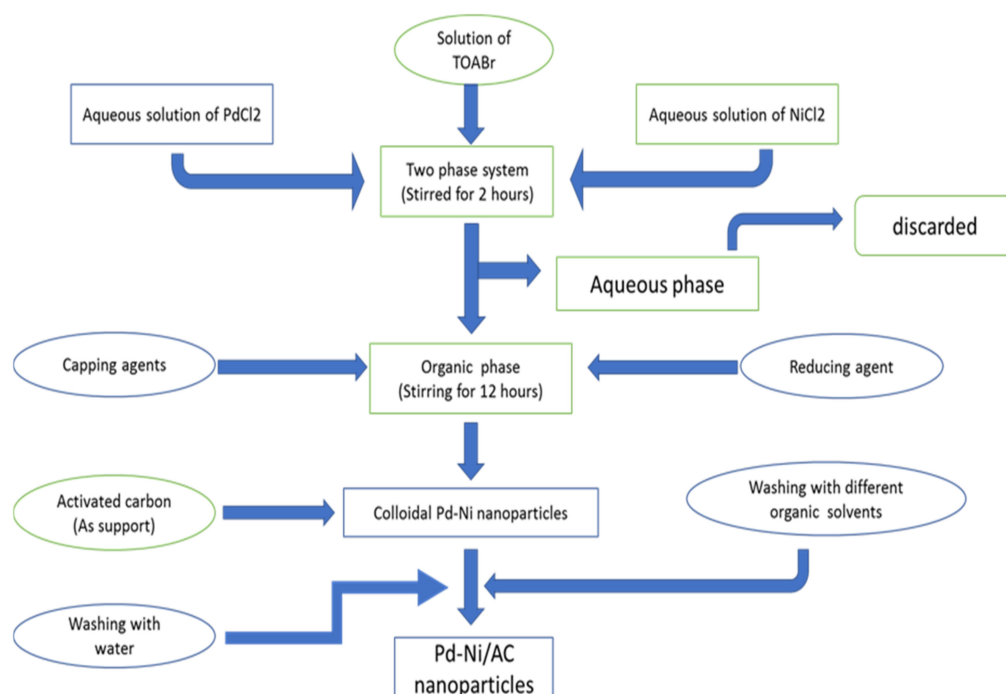 Solution of
TOABr
Aqueous solution of PdCl2
Aqueous solution of NiCl2
Two phase system
(Stirred for 2 hours)
discarded
Aqueous phase
Capping agents
Organic phase
(Stirring for 12 hours)
Reducing agent
Activated carbon
(As support)
Colloidal Pd-Ni nanoparticles
Washing with different
organic solvents
Washing with
water
Pd-Ni/AC
nanoparticles